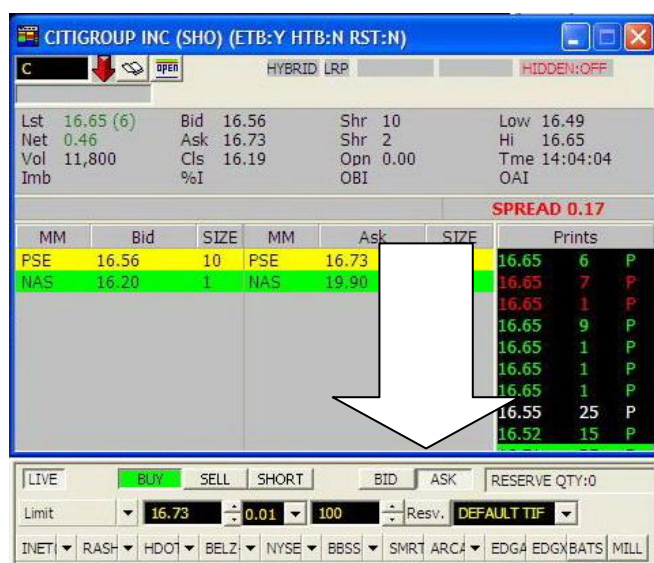 CITIGROUP INC (SHO) (ETB:Y HTB:N RST:N)
C OPEN HYBRID LRP HIDDEN:OFF
Lst 16.65 (6) Bid 16.56 Shr 10 Low 16.49
Net 0.46 Ask 16.73 Shr 2 Hi 16.65
Vol 11,800 Cls 16.19 Opn 0.00 Tme 14:04:04
Imb %I OBI OAI
SPREAD 0.17
MM Bid SIZE MM Ask SIZE Prints
PSE 16.56 10 PSE 16.73 16.65 6 P
NAS 16.20 1 NAS 19.90 16.65 7 P
16.65 1 P
16.65 9 P
16.65 1 P
16.65 1 P
16.65 1 P
16.55 25 P
16.52 15 P
LIVE BUY SELL SHORT BID ASK RESERVE QTY:0
Limit 16.73 0.01 100 Resv. DEFAULT TIF
INET RASH HDOT BELZ NYSE BBSS SMRT ARCA EDGA EDGX BATS MILL